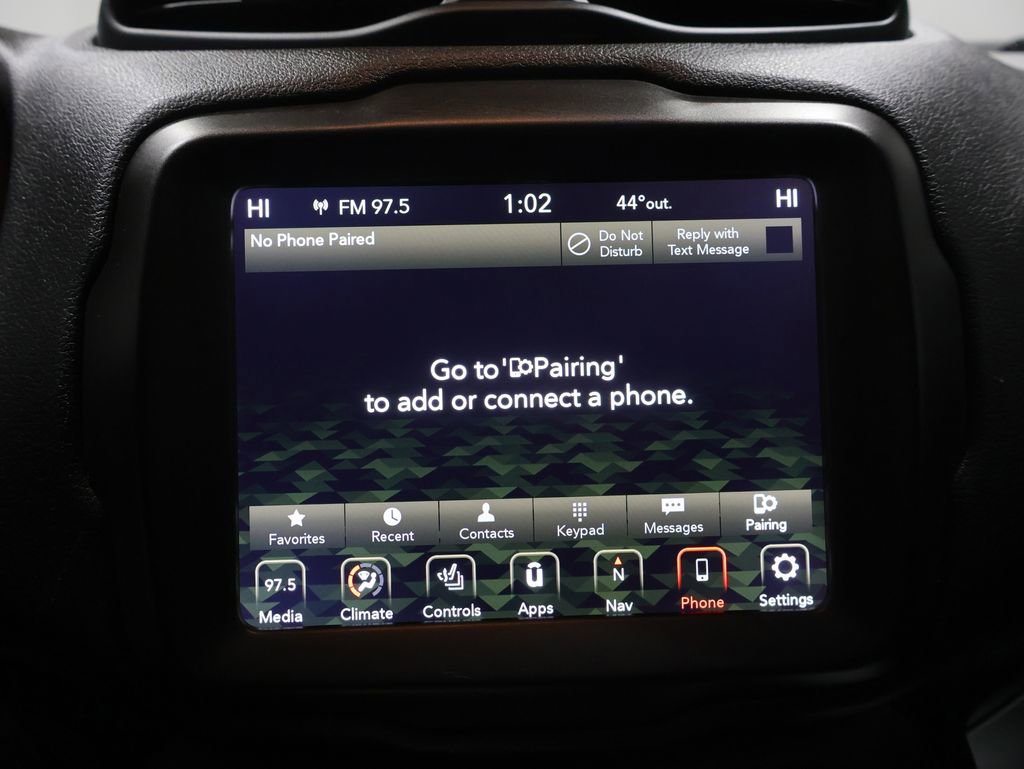 HI FM 97.5 1:02 44°out. HI
No Phone Paired
Do Not
Disturb
Reply with
Text Message
Go to 'Pairing'
to add or connect a phone.
Favorites Recent Contacts Keypad Messages Pairing
97.5 N
Media Climate Controls Apps Nav Phone Settings